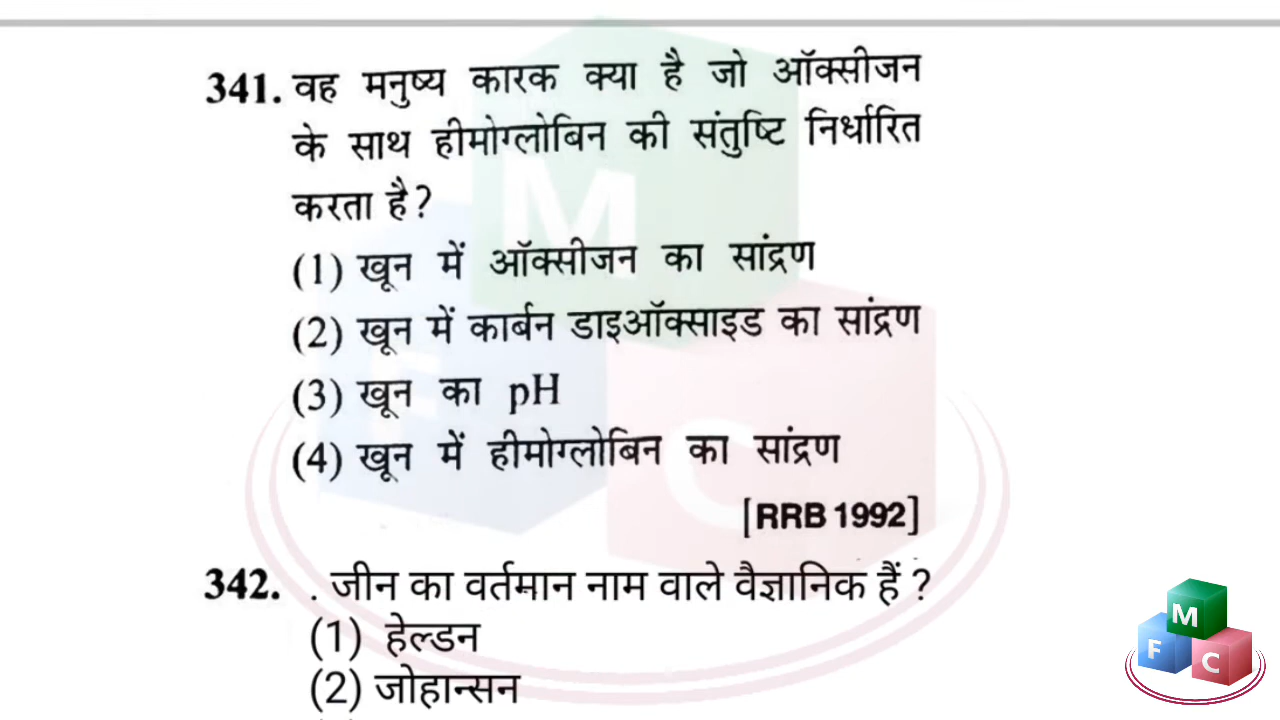 341. वह मनुष्य कारक क्या है जो ऑक्सीजन
के साथ हीमोग्लोबिन की संतुष्टि निर्धारित
करता है?
(1) खून में ऑक्सीजन का सांद्रण
(2) खून में कार्बन डाइऑक्साइड का सांद्रण
(3) खून का pH
(4) खून में हीमोग्लोबिन का सांद्रण
[RRB 1992]
342. . जीन का वर्तमान नाम वाले वैज्ञानिक हैं ?
(1) हेल्डन
(2) जोहान्सन
M
F C